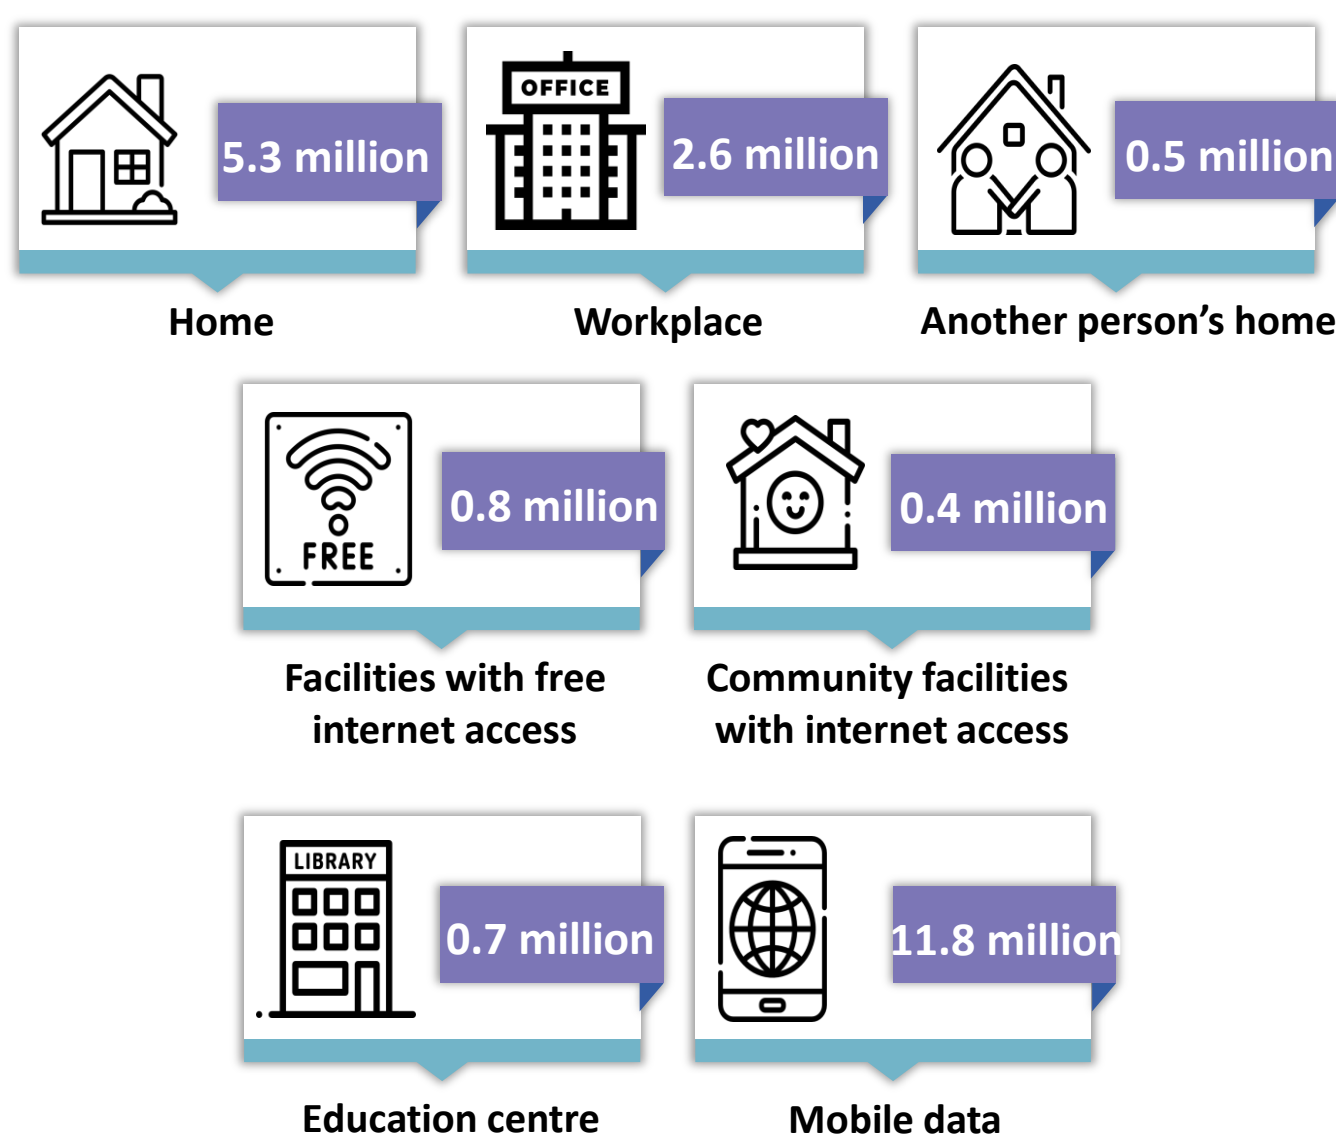 5.3 million
OFFICE
2.6 million
0.5 million
Home
Workplace
Another person's home
FREE
0.8 million
0.4 million
Facilities with free
internet access
Community facilities
with internet access
LIBRARY
0.7 million
11.8 million
Education centre
Mobile data